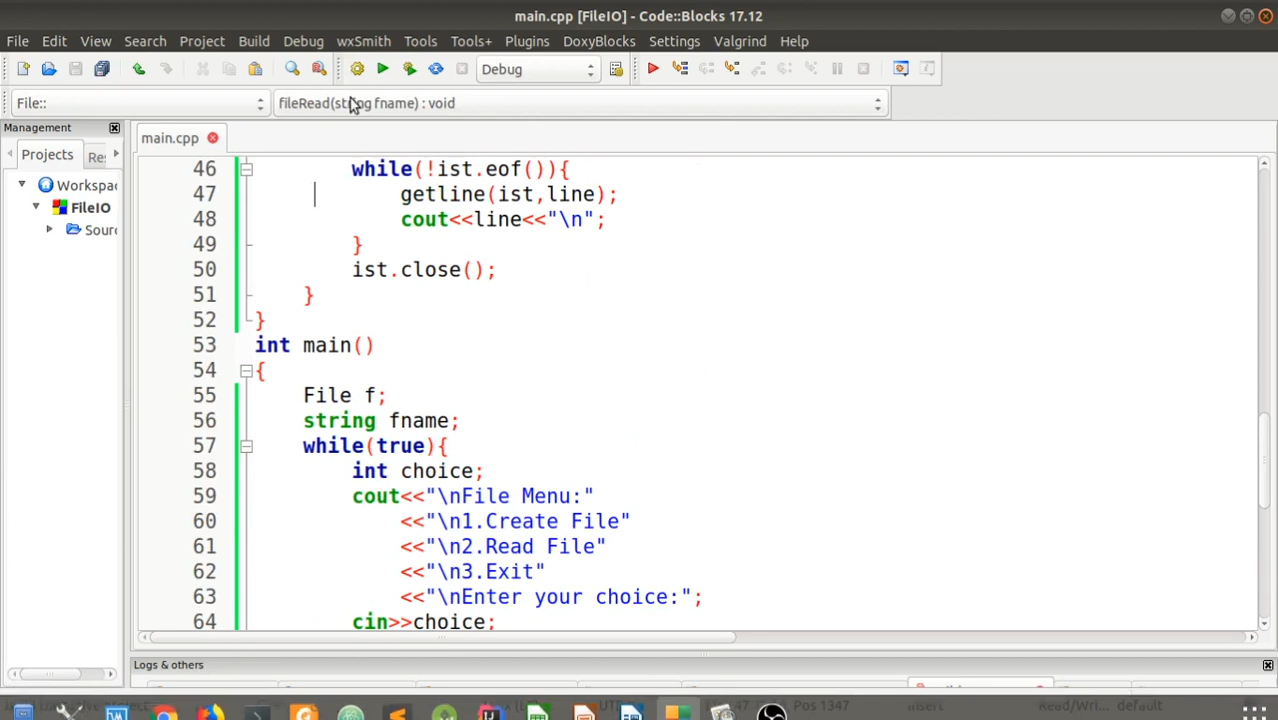 main.cpp [FileIO] - Code::Blocks 17.12
File Edit View Search Project Build Debug wxSmith Tools Tools+ Plugins DoxyBlocks Settings Valgrind Help
Debug
File:: fileRead(string fname) : void
Management
main.cpp
Projects Re
Workspa
FileIO
Sour
46 while(!ist.eof()){
47 getline(ist,line);
48 cout<<line<<"\n";
49 }
50 ist.close();
51 }
52 }
53 int main()
54 {
55 File f;
56 string fname;
57 while(true){
58 int choice;
59 cout<<"\nFile Menu:"
60 <<"\n1.Create File"
61 <<"\n2.Read File"
62 <<"\n3.Exit"
63 <<"\nEnter your choice:";
64 cin>>choice;
Logs & others